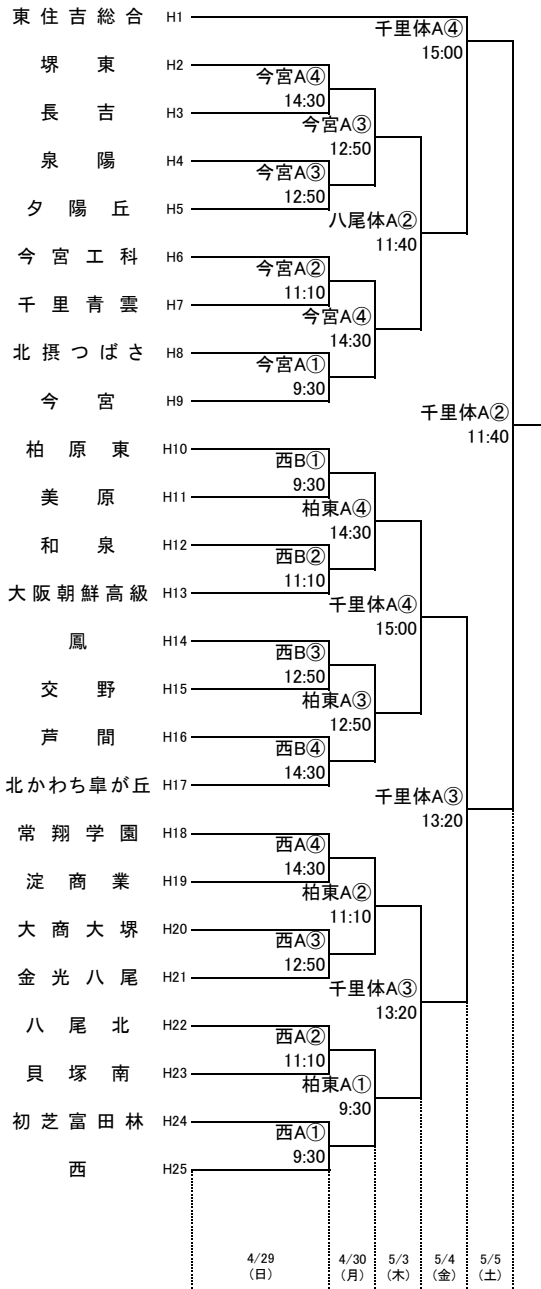 東住吉総合 H1
千里体A④
15:00
堺東 H2
今宮A④
14:30
長吉 H3
今宮A③
12:50
泉陽 H4
今宮A③
12:50
夕陽丘 H5
八尾体A②
11:40
今宮工科 H6
今宮A②
11:10
千里青雲 H7
今宮A④
14:30
北摂つばさ H8
今宮A①
9:30
今宮 H9
千里体A②
11:40
柏原東 H10
西B①
9:30
美原 H11
柏東A④
14:30
和泉 H12
西B②
11:10
大阪朝鮮高級 H13
千里体A④
15:00
鳳 H14
西B③
12:50
交野 H15
柏東A③
12:50
芦間 H16
西B④
14:30
北かわち皐が丘 H17
千里体A③
13:20
常翔学園 H18
西A④
14:30
淀商業 H19
柏東A②
11:10
大商大堺 H20
西A③
12:50
金光八尾 H21
千里体A③
13:20
八尾北 H22
西A②
11:10
貝塚南 H23
柏東A①
9:30
初芝富田林 H24
西A①
9:30
西 H25
4/29 4/30 5/3 5/4 5/5
(日) (月) (木) (金) (土)